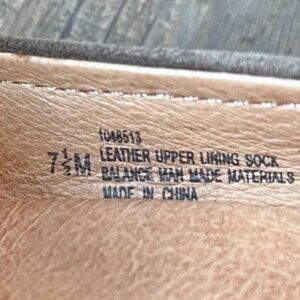 1048513
7½M LEATHER UPPER LINING SOCK
BALANCE MAN MADE MATERIALS
MADE IN CHINA